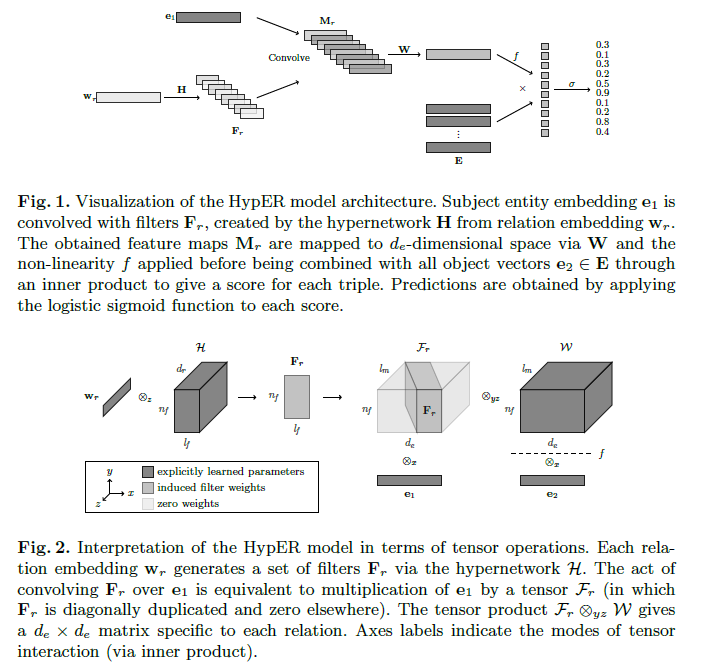 e1
Mr
Convolve
W
f
H
wr
Fr
×
σ
⋮
E
0.3
0.1
0.3
0.2
0.5
0.9
0.1
0.2
0.8
0.4
Fig. 1. Visualization of the HypER model architecture. Subject entity embedding e₁ is
convolved with filters Fᵣ, created by the hypernetwork H from relation embedding wᵣ.
The obtained feature maps Mᵣ are mapped to dₑ-dimensional space via W and the
non-linearity f applied before being combined with all object vectors e₂ ∈ E through
an inner product to give a score for each triple. Predictions are obtained by applying
the logistic sigmoid function to each score.
ℋ
dr
wr
⊗z
nf
lf
Fr
nf
lf
ℱr
lm
nf
Fr
de
⊗x
e1
⊗yz
𝒲
lm
nf
de
f
⊗x
e2
y
x
z
explicitly learned parameters
induced filter weights
zero weights
Fig. 2. Interpretation of the HypER model in terms of tensor operations. Each rela-
tion embedding wᵣ generates a set of filters Fᵣ via the hypernetwork ℋ. The act of
convolving Fᵣ over e₁ is equivalent to multiplication of e₁ by a tensor ℱᵣ (in which
Fᵣ is diagonally duplicated and zero elsewhere). The tensor product ℱᵣ ⊗yz 𝒲 gives
a dₑ × dₑ matrix specific to each relation. Axes labels indicate the modes of tensor
interaction (via inner product).